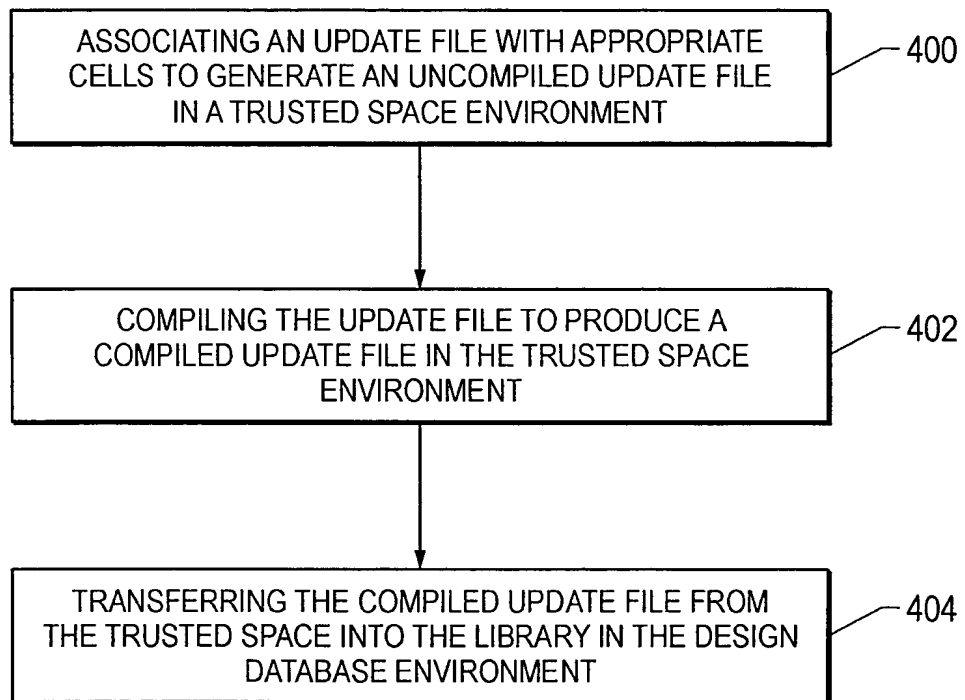 ASSOCIATING AN UPDATE FILE WITH APPROPRIATE
CELLS TO GENERATE AN UNCOMPILED UPDATE FILE
IN A TRUSTED SPACE ENVIRONMENT
400
COMPILING THE UPDATE FILE TO PRODUCE A
COMPILED UPDATE FILE IN THE TRUSTED SPACE
ENVIRONMENT
402
TRANSFERRING THE COMPILED UPDATE FILE FROM
THE TRUSTED SPACE INTO THE LIBRARY IN THE DESIGN
DATABASE ENVIRONMENT
404